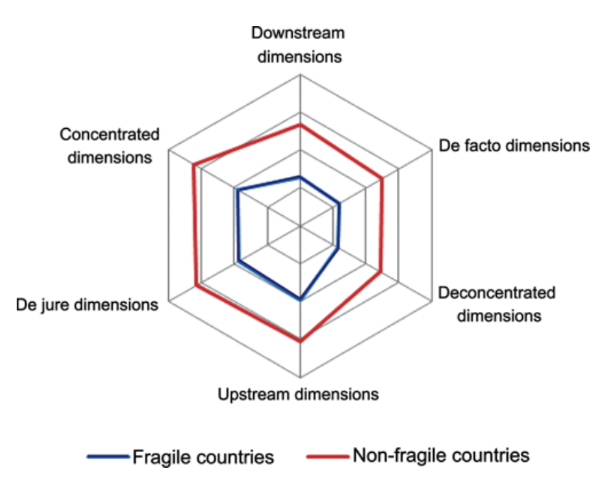 Downstream
dimensions
Concentrated
dimensions
De facto dimensions
De jure dimensions
Deconcentrated
dimensions
Upstream dimensions
Fragile countries
Non-fragile countries